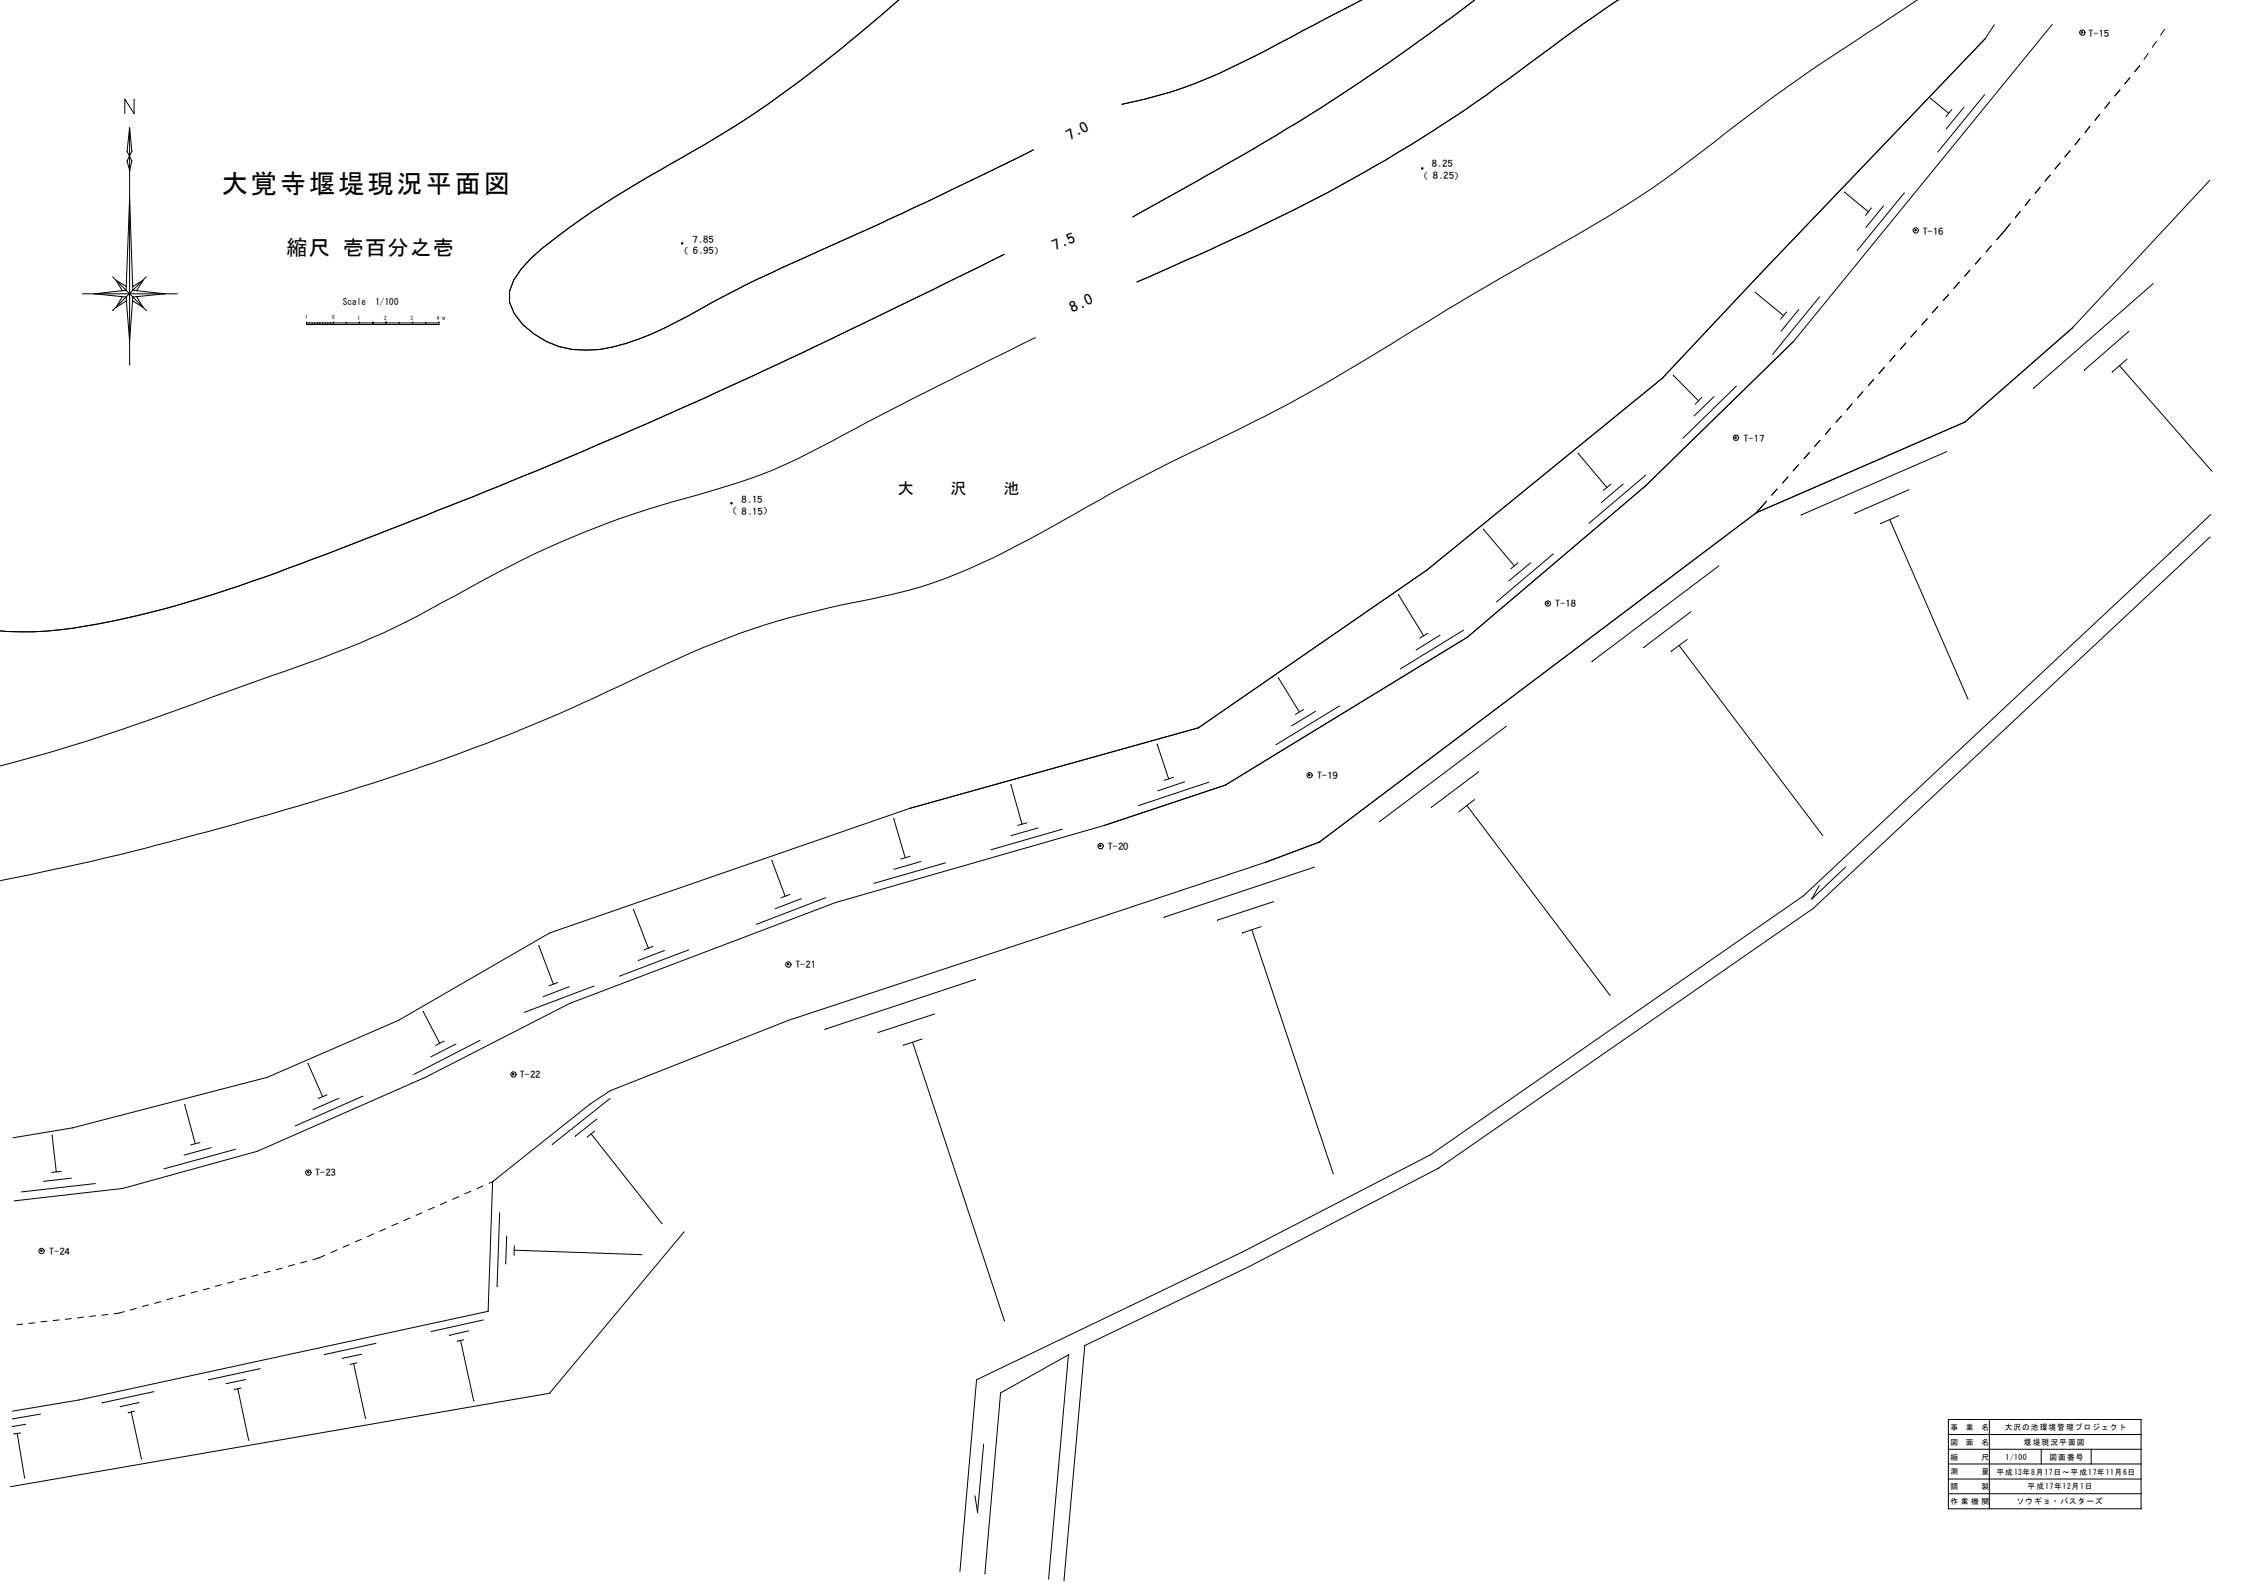 N
大覚寺堰堤現況平面図
縮尺 壱百分之壱
Scale 1/100
1 0 1 2 3 4 m
7.0
7.5
8.0
7.85
( 6.95)
8.25
( 8.25)
8.15
( 8.15)
大 沢 池
T-15
T-16
T-17
T-18
T-19
T-20
T-21
T-22
T-23
T-24
事 業 名 大沢の池環境管理プロジェクト
図 面 名 堰堤現況平面図
縮 尺 1/100 図面番号
測 量 平成13年8月17日～平成17年11月6日
調 製 平成17年12月1日
作業機関 ソウギョ・バスターズ